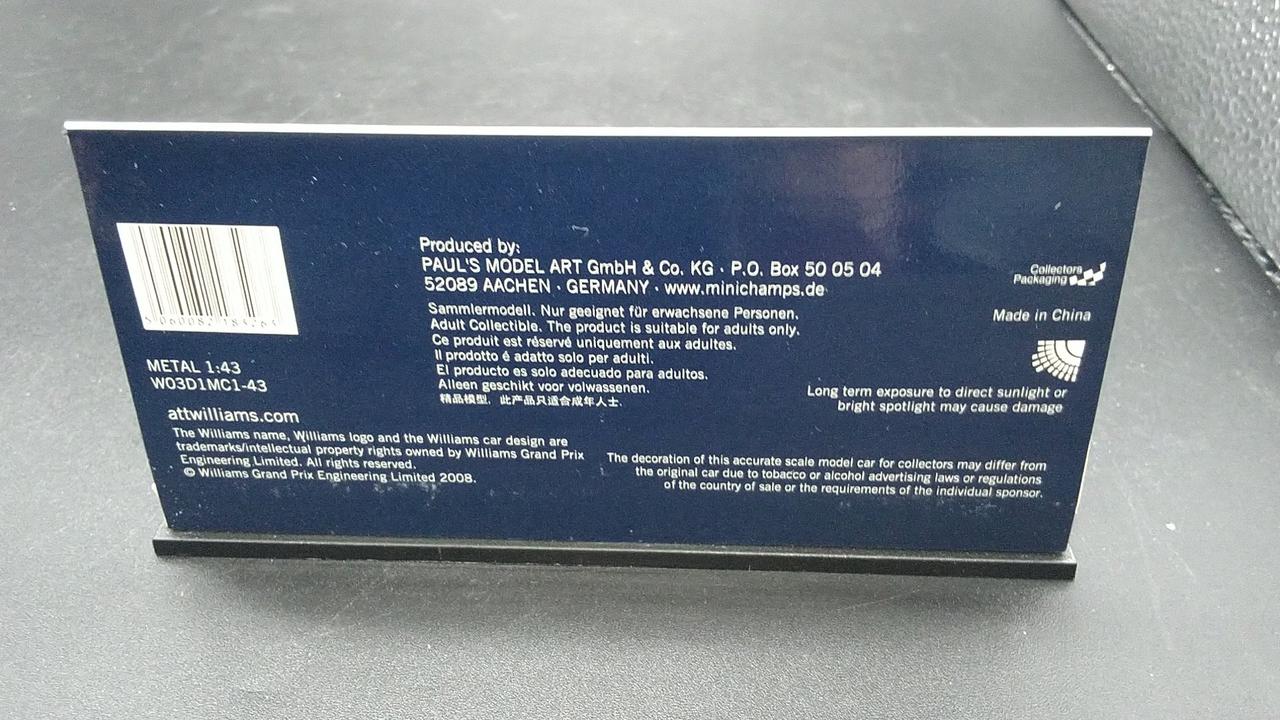 Produced by:
PAUL'S MODEL ART GmbH & Co. KG · P.O. Box 50 05 04
52089 AACHEN · GERMANY · www.minichamps.de
Sammlermodell. Nur geeignet für erwachsene Personen.
Adult Collectible. The product is suitable for adults only.
Ce produit est réservé uniquement aux adultes.
Il prodotto é adatto solo per adulti.
El producto es solo adecuado para adultos.
Alleen geschikt voor volwassenen.
精品模型，此产品只适合成年人士.
METAL 1:43
W03D1MC1-43
attwilliams.com
The Williams name, Williams logo and the Williams car design are
trademarks/intellectual property rights owned by Williams Grand Prix
Engineering Limited. All rights reserved.
© Williams Grand Prix Engineering Limited 2008.
Collectors
Packaging
Made in China
Long term exposure to direct sunlight or
bright spotlight may cause damage
The decoration of this accurate scale model car for collectors may differ from
the original car due to tobacco or alcohol advertising laws or regulations
of the country of sale or the requirements of the individual sponsor.